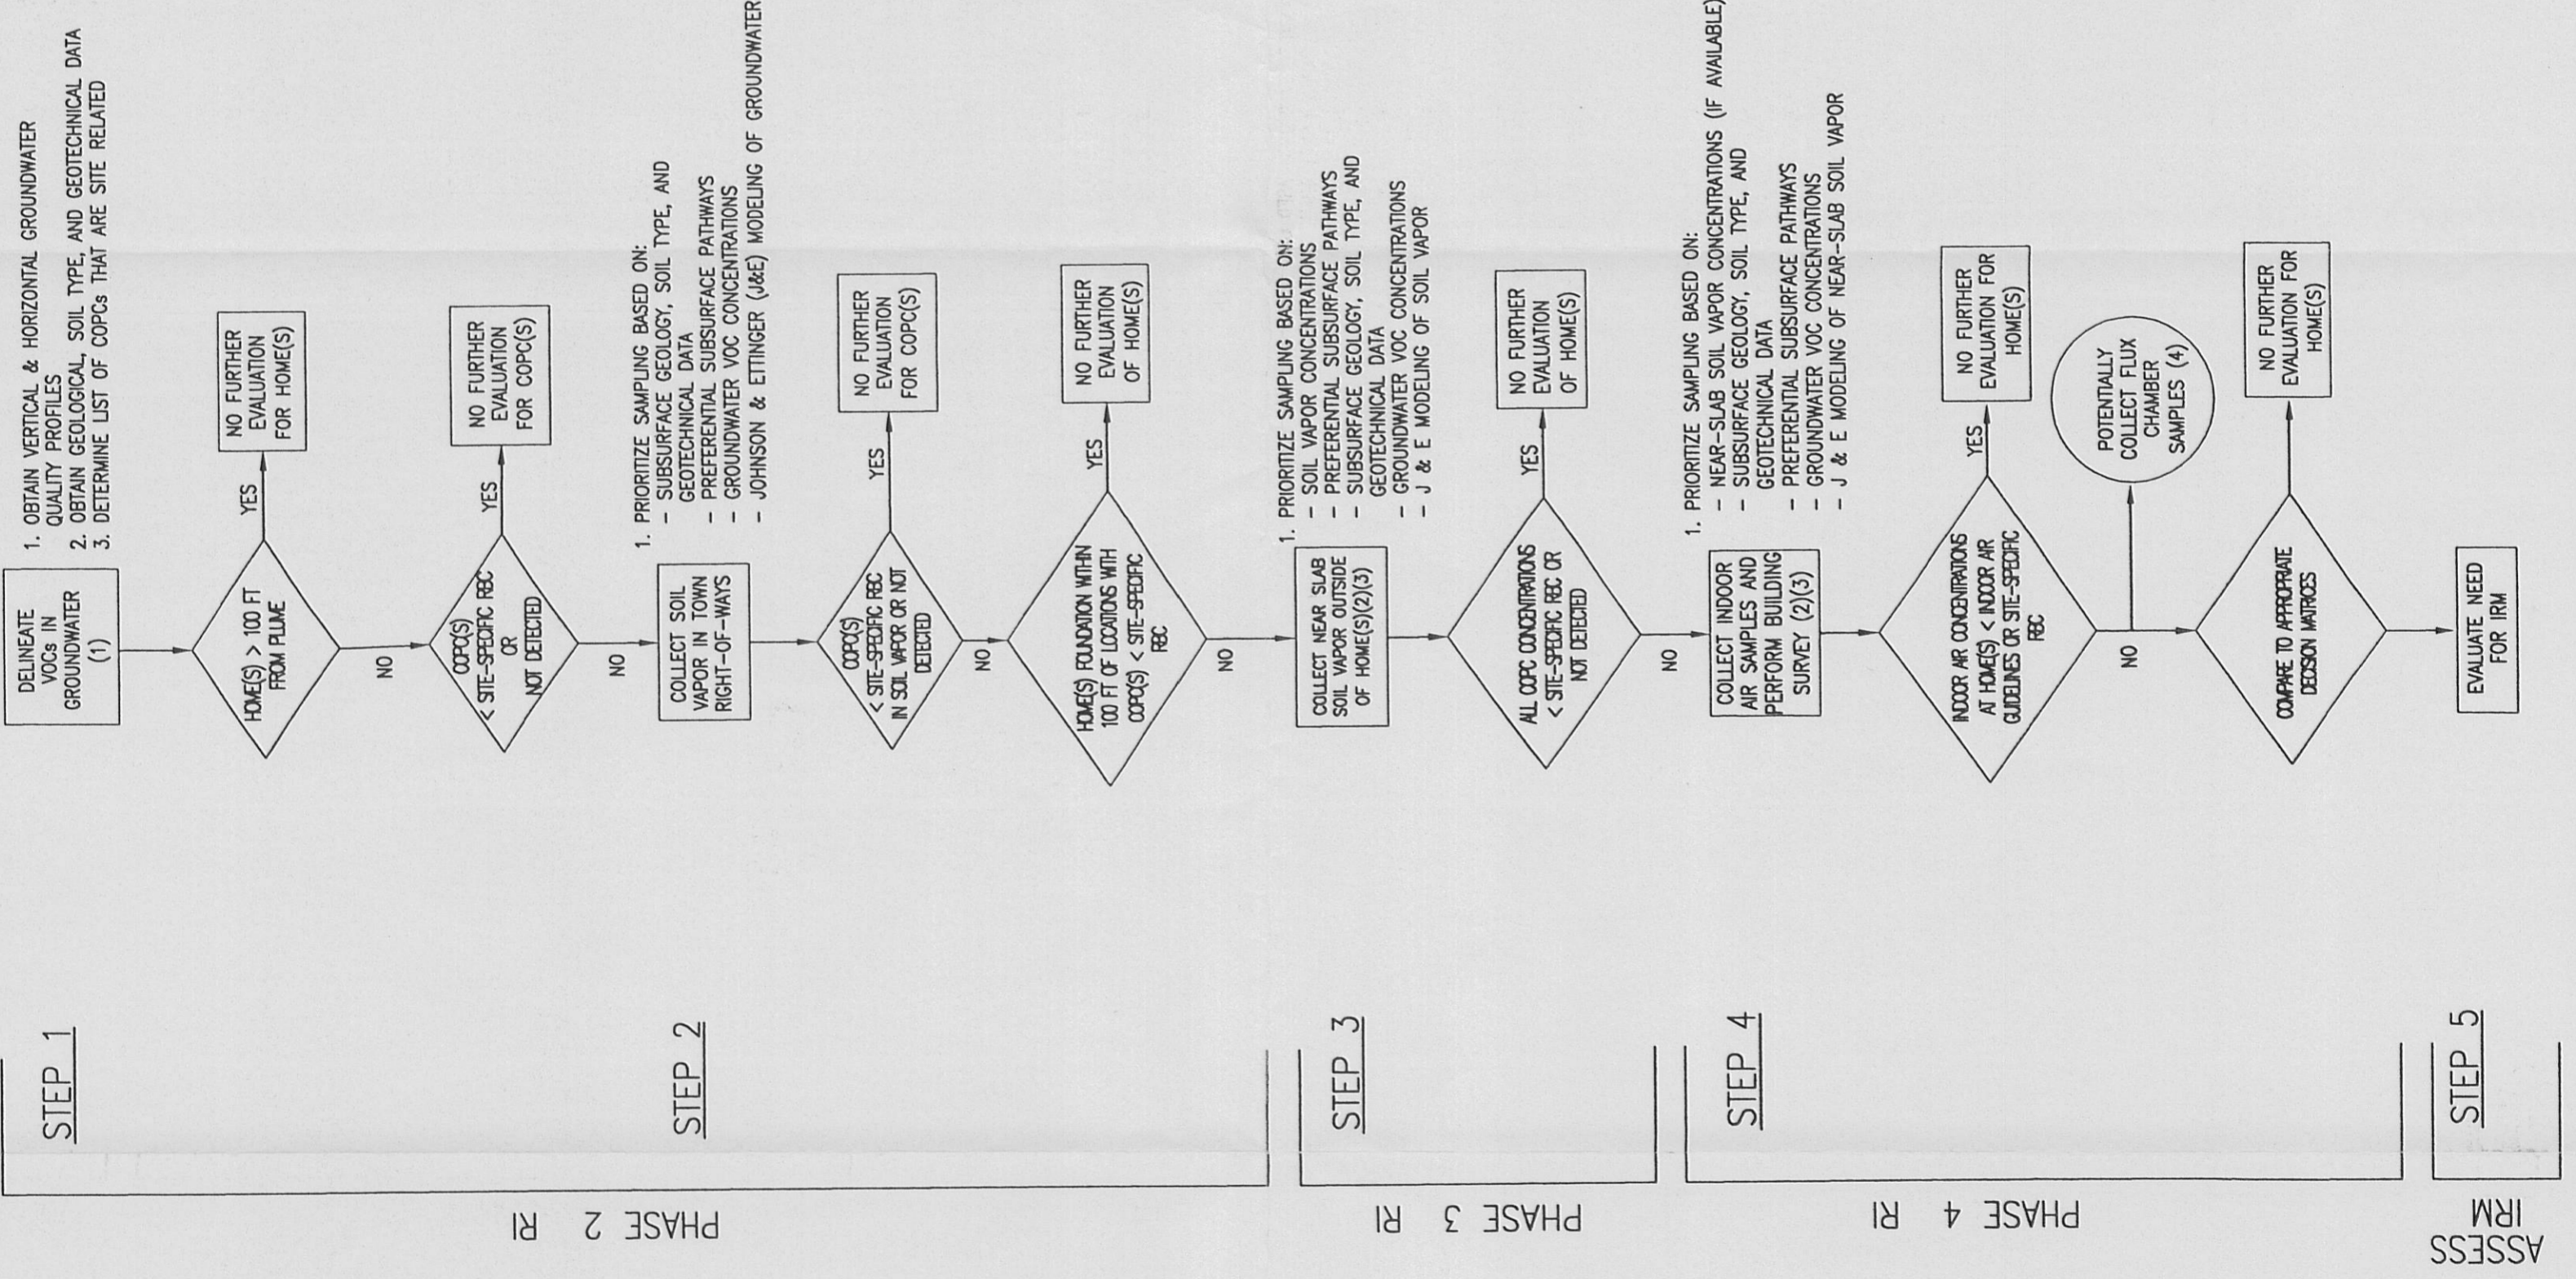 STEP 1
DELINEATE
VOCs IN
GROUNDWATER
(1)
1. OBTAIN VERTICAL & HORIZONTAL GROUNDWATER
QUALITY PROFILES
2. OBTAIN GEOLOGICAL, SOIL TYPE, AND GEOTECHNICAL DATA
3. DETERMINE LIST OF COPCs THAT ARE SITE RELATED
HOME(S) > 100 FT
FROM PLUME
YES
NO FURTHER
EVALUATION
FOR HOME(S)
NO
COPC(S)
< SITE-SPECIFIC RBC
OR
NOT DETECTED
YES
NO FURTHER
EVALUATION
FOR COPC(S)
NO
STEP 2
COLLECT SOIL
VAPOR IN TOWN
RIGHT-OF-WAYS
1. PRIORITIZE SAMPLING BASED ON:
- SUBSURFACE GEOLOGY, SOIL TYPE, AND
GEOTECHNICAL DATA
- PREFERENTIAL SUBSURFACE PATHWAYS
- GROUNDWATER VOC CONCENTRATIONS
- JOHNSON & ETTINGER (J&E) MODELING OF GROUNDWATER
COPC(S)
< SITE-SPECIFIC RBC
IN SOIL VAPOR OR NOT
DETECTED
YES
NO FURTHER
EVALUATION
FOR COPC(S)
NO
HOME(S) FOUNDATION WITHIN
100 FT OF LOCATIONS WITH
COPC(S) < SITE-SPECIFIC
RBC
YES
NO FURTHER
EVALUATION
OF HOME(S)
NO
PHASE 2 RI
STEP 3
COLLECT NEAR SLAB
SOIL VAPOR OUTSIDE
OF HOME(S)(2)(3)
1. PRIORITIZE SAMPLING BASED ON:
- SOIL VAPOR CONCENTRATIONS
- PREFERENTIAL SUBSURFACE PATHWAYS
- SUBSURFACE GEOLOGY, SOIL TYPE, AND
GEOTECHNICAL DATA
- GROUNDWATER VOC CONCENTRATIONS
- J & E MODELING OF SOIL VAPOR
ALL COPC CONCENTRATIONS
< SITE-SPECIFIC RBC OR
NOT DETECTED
YES
NO FURTHER
EVALUATION
OF HOME(S)
NO
PHASE 3 RI
STEP 4
COLLECT INDOOR
AIR SAMPLES AND
PERFORM BUILDING
SURVEY (2)(3)
1. PRIORITIZE SAMPLING BASED ON:
- NEAR-SLAB SOIL VAPOR CONCENTRATIONS (IF AVAILABLE)
- SUBSURFACE GEOLOGY, SOIL TYPE, AND
GEOTECHNICAL DATA
- PREFERENTIAL SUBSURFACE PATHWAYS
- GROUNDWATER VOC CONCENTRATIONS
- J & E MODELING OF NEAR-SLAB SOIL VAPOR
INDOOR AIR CONCENTRATIONS
AT HOME(S) < INDOOR AIR
GUIDELINES OR SITE-SPECIFIC
RBC
YES
NO FURTHER
EVALUATION FOR
HOME(S)
NO
POTENTIALLY
COLLECT FLUX
CHAMBER
SAMPLES (4)
COMPARE TO APPROPRIATE
DECISION MATRICES
NO FURTHER
EVALUATION FOR
HOME(S)
PHASE 4 RI
STEP 5
EVALUATE NEED
FOR IRM
ASSESS
IRM